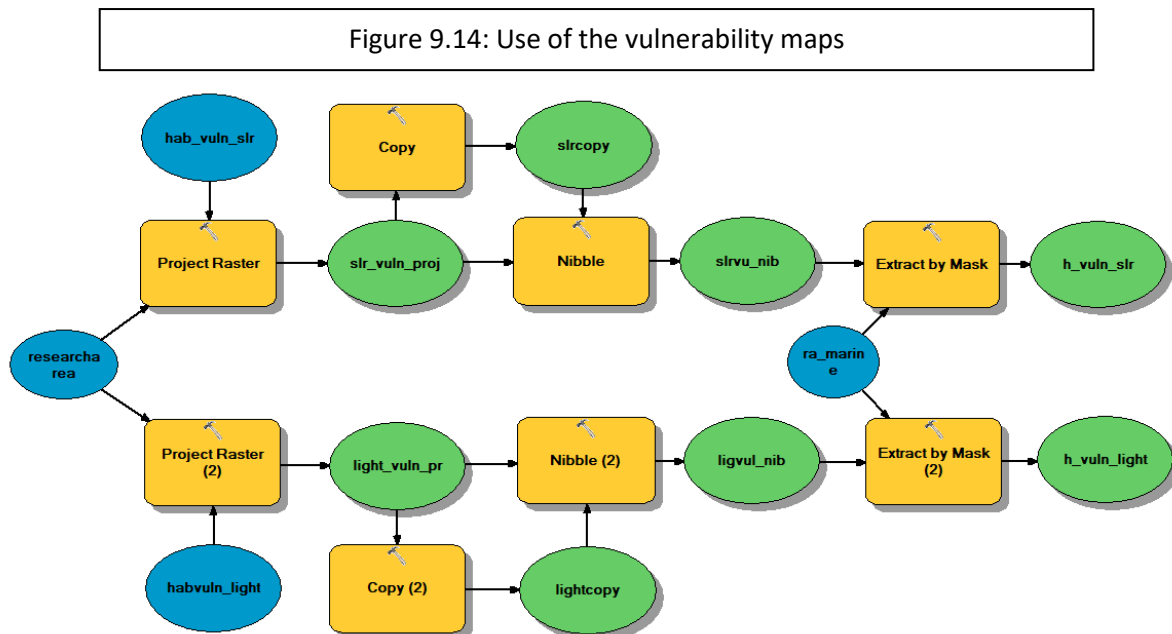 Figure 9.14: Use of the vulnerability maps
hab_vuln_slr
Copy
slrcopy
Project Raster
slr_vuln_proj
Nibble
slrvu_nib
Extract by Mask
h_vuln_slr
researcha
rea
ra_marin
e
Project Raster
(2)
light_vuln_pr
Nibble (2)
ligvul_nib
Extract by Mask
(2)
h_vuln_light
habvuln_light
Copy (2)
lightcopy